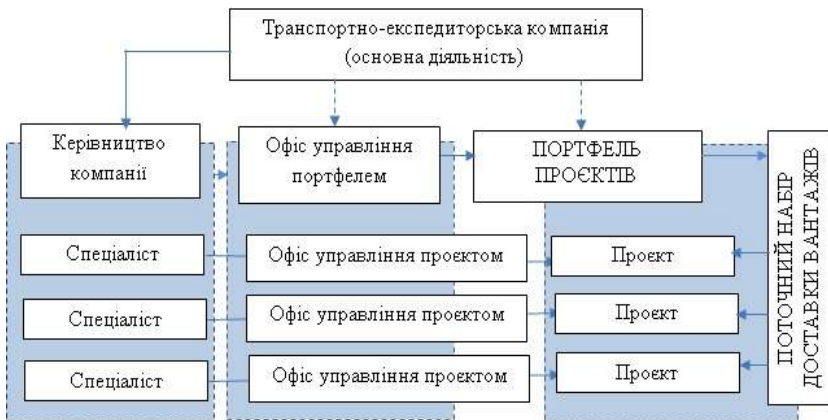 Транспортно-експедиторська компанія
(основна діяльність)
Керівництво
компанії
Офіс управління
портфелем
ПОРТФЕЛЬ
ПРОЄКТІВ
ПОТОЧНИЙ НАБІР
ДОСТАВКИ ВАНТАЖІВ
Спеціаліст
Офіс управління проєктом
Проєкт
Спеціаліст
Офіс управління проєктом
Проєкт
Спеціаліст
Офіс управління проєктом
Проєкт